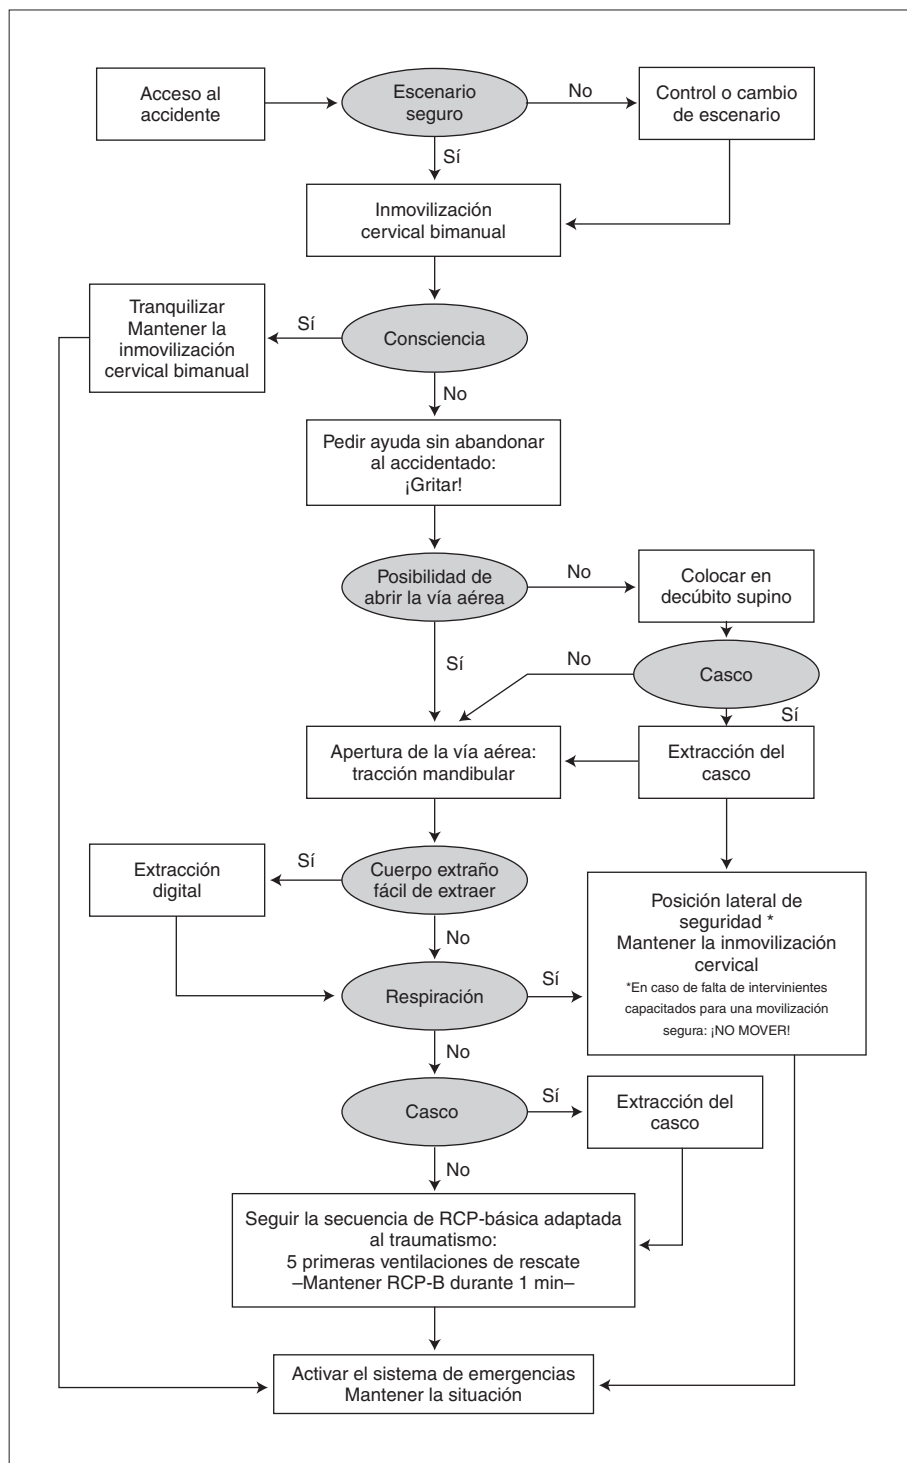 Acceso al
accidente
Escenario
seguro
No
Control o cambio
de escenario
Sí
Inmovilización
cervical bimanual
Tranquilizar
Mantener la
inmovilización
cervical bimanual
Sí
Consciencia
No
Pedir ayuda sin abandonar
al accidentado:
¡Gritar!
Posibilidad de
abrir la vía aérea
No
Colocar en
decúbito supino
Sí
No
Casco
Sí
Apertura de la vía aérea:
tracción mandibular
Extracción del
casco
Extracción
digital
Sí
Cuerpo extraño
fácil de extraer
No
Posición lateral de
seguridad *
Mantener la inmovilización
cervical
*En caso de falta de intervinientes
capacitados para una movilización
segura: ¡NO MOVER!
Respiración
Sí
No
Casco
Sí
Extracción del
casco
No
Seguir la secuencia de RCP-básica adaptada
al traumatismo:
5 primeras ventilaciones de rescate
–Mantener RCP-B durante 1 min–
Activar el sistema de emergencias
Mantener la situación